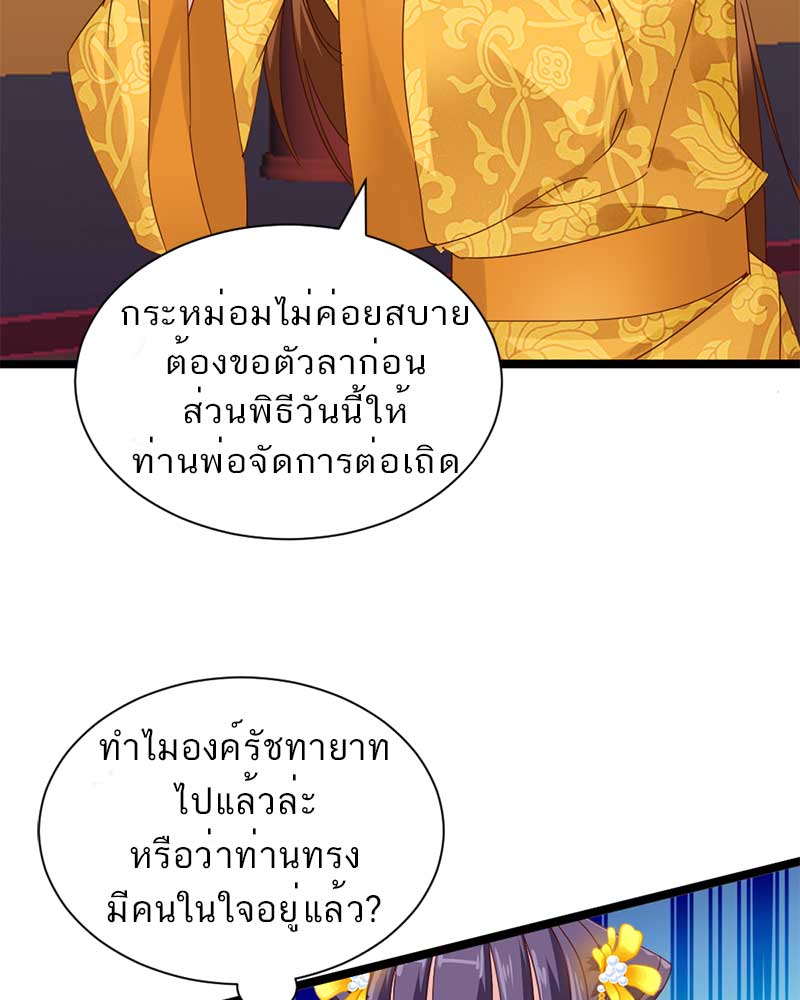 กระหม่อมไม่ค่อยสบาย
ต้องขอตัวลาก่อน
ส่วนพิธีวันนี้ให้
ท่านพ่อจัดการต่อเถิด
ทำไมองค์รัชทายาท
ไปแล้วล่ะ
หรือว่าท่านทรง
มีคนในใจอยู่แล้ว?